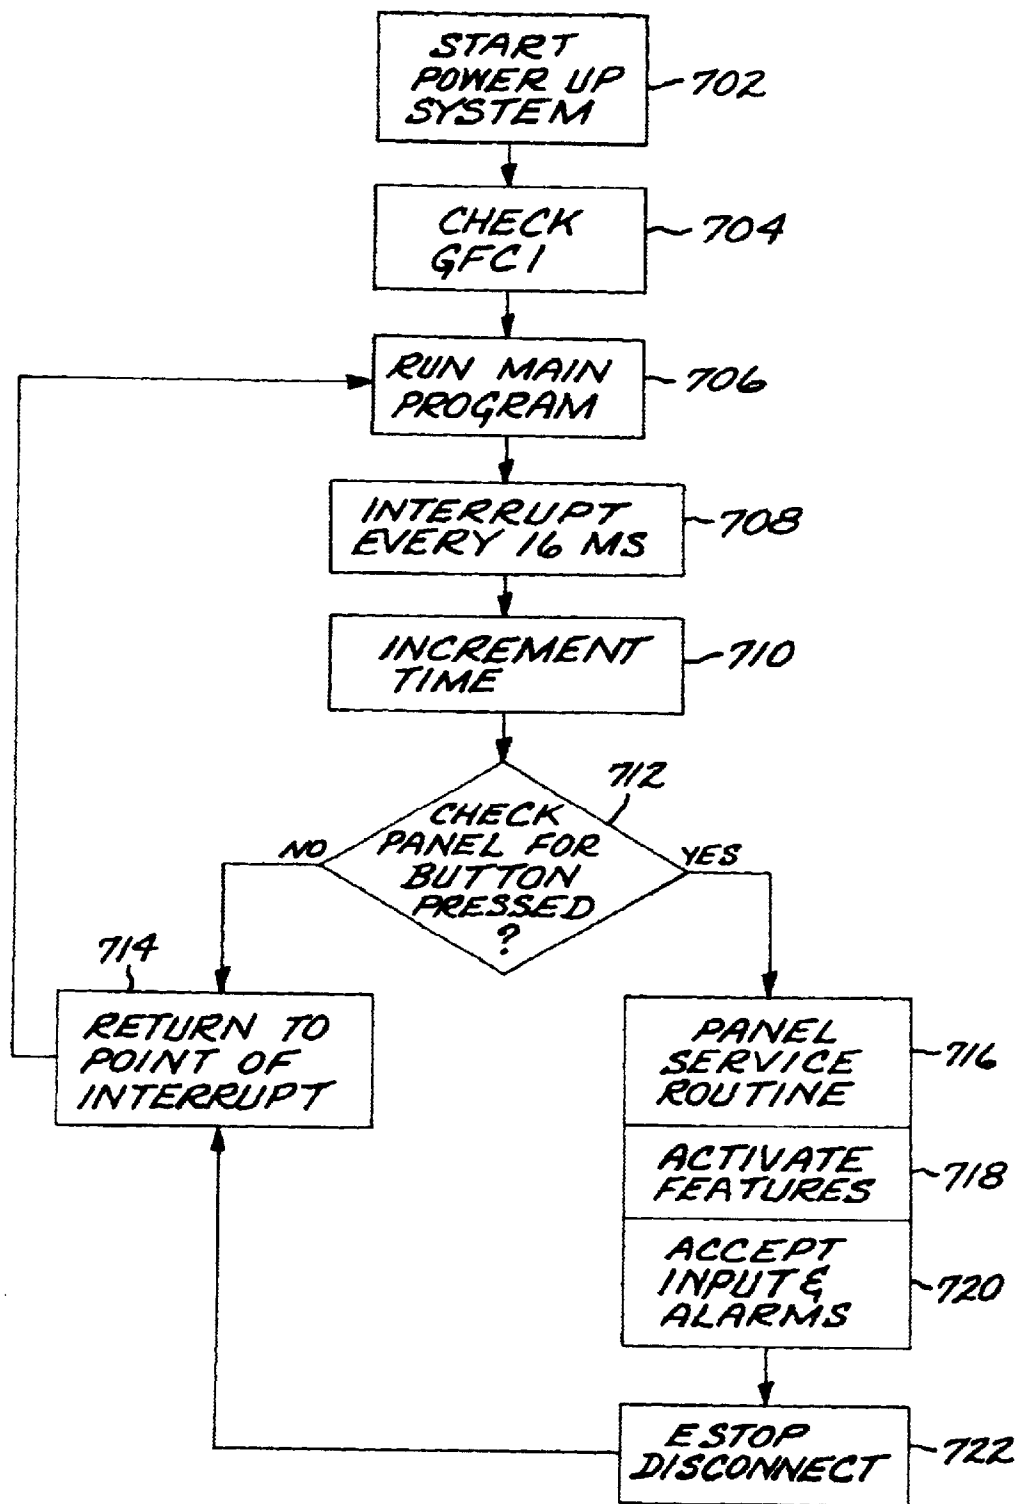 START
POWER UP
SYSTEM
702
CHECK
GFCI
704
RUN MAIN
PROGRAM
706
INTERRUPT
EVERY 16 MS
708
INCREMENT
TIME
710
712
CHECK
PANEL FOR
BUTTON
PRESSED
?
NO
YES
714
RETURN TO
POINT OF
INTERRUPT
PANEL
SERVICE
ROUTINE
716
ACTIVATE
FEATURES
718
ACCEPT
INPUT &
ALARMS
720
E STOP
DISCONNECT
722